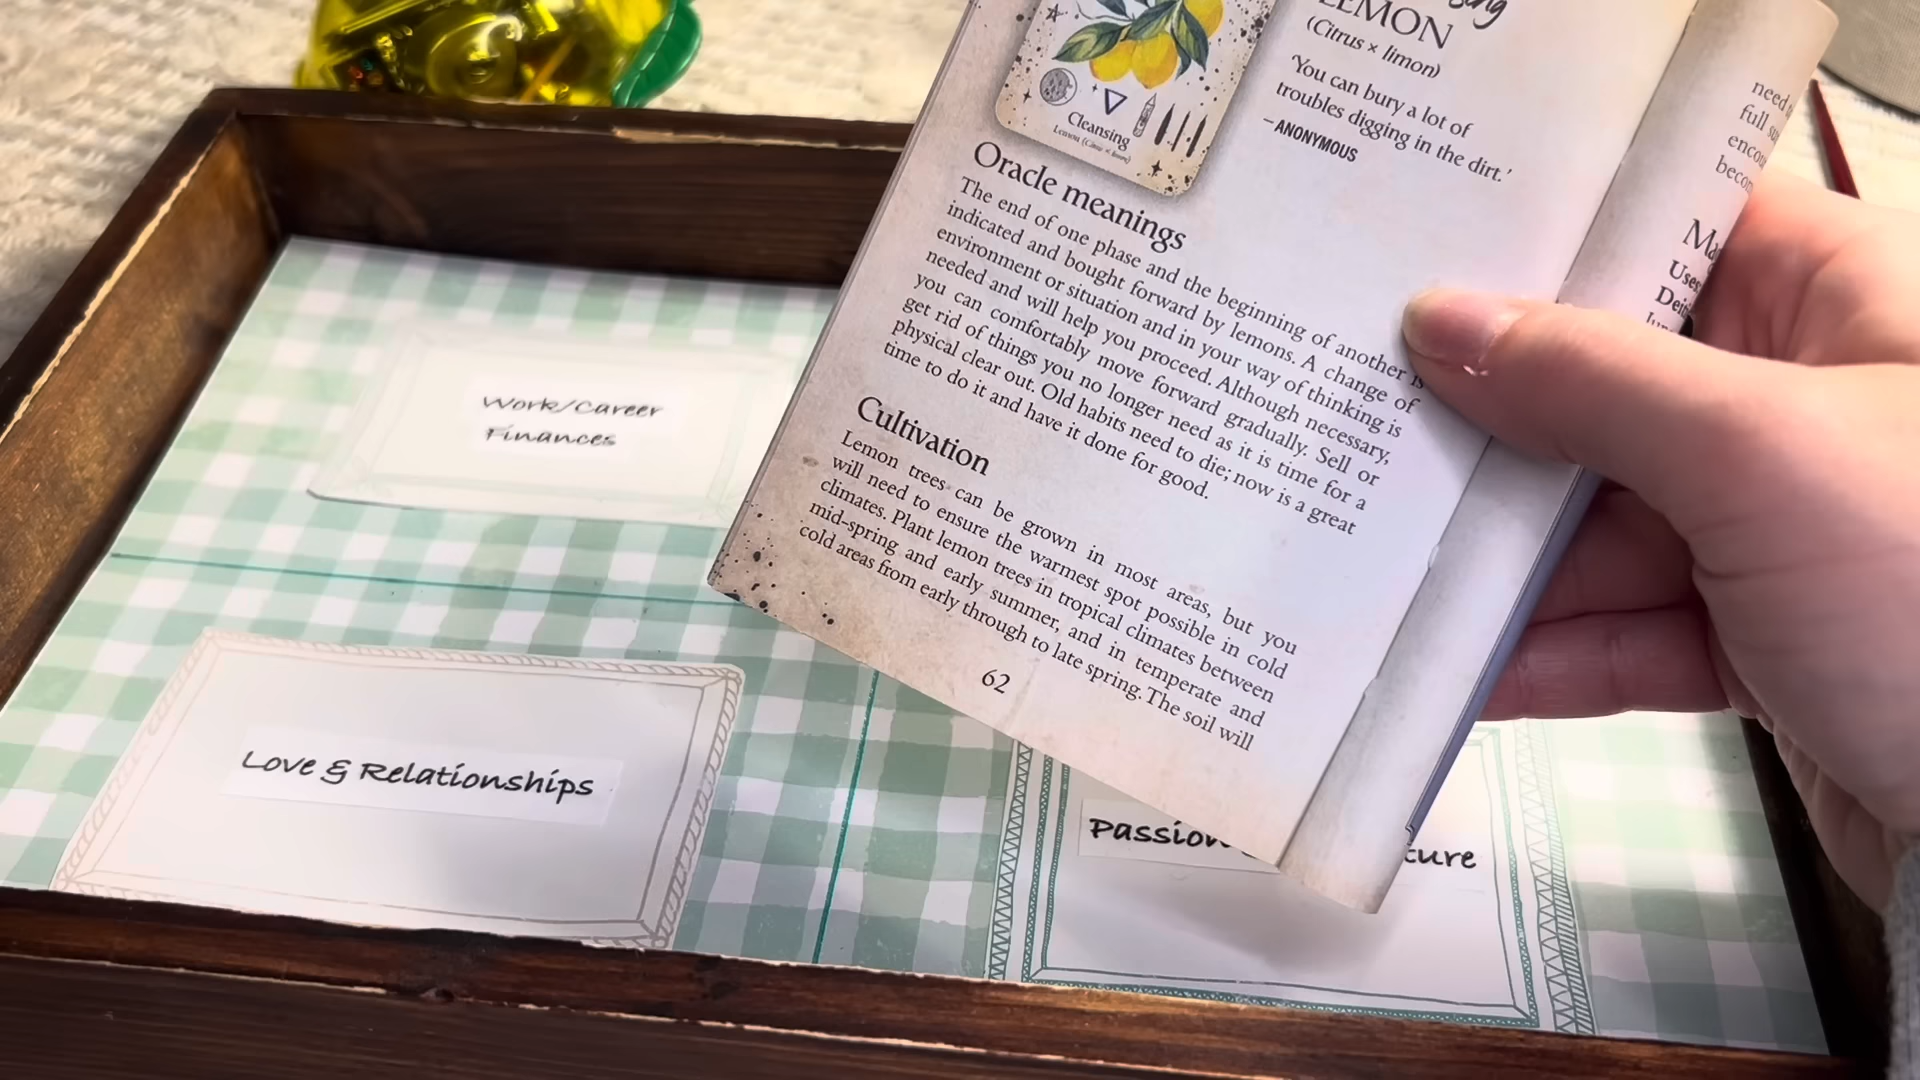 LEMON
(Citrus × limon)
'You can bury a lot of
troubles digging in the dirt.'
– ANONYMOUS
Cleansing
Lemon (Citrus × limon)
Oracle meanings
The end of one phase and the beginning of another is
indicated and bought forward by lemons. A change of
environment or situation and in your way of thinking is
needed and will help you proceed. Although necessary,
you can comfortably move forward gradually. Sell or
get rid of things you no longer need as it is time for a
physical clear out. Old habits need to die; now is a great
time to do it and have it done for good.
Cultivation
Lemon trees can be grown in most areas, but you
will need to ensure the warmest spot possible in cold
climates. Plant lemon trees in tropical climates between
mid-spring and early summer, and in temperate and
cold areas from early through to late spring. The soil will
62
need
full
Work/Career
Finances
Love & Relationships
Passion